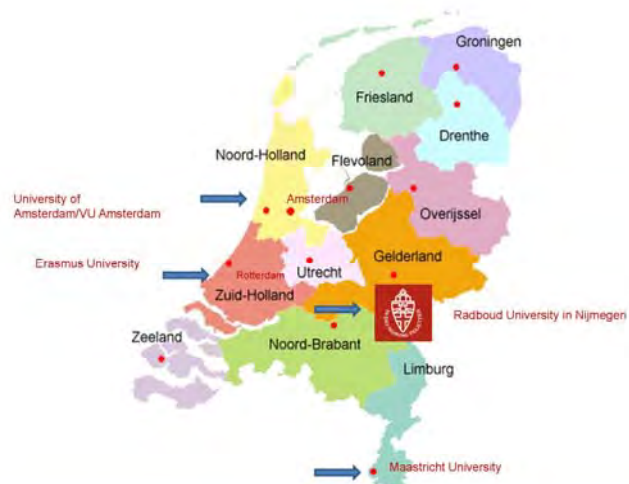 Groningen
Friesland
Drenthe
Noord-Holland
Flevoland
University of
Amsterdam/VU Amsterdam
Amsterdam
Overijssel
Erasmus University
Rotterdam
Utrecht
Gelderland
Zuid-Holland
Radboud University in Nijmegen
Zeeland
Noord-Brabant
Limburg
Maastricht University